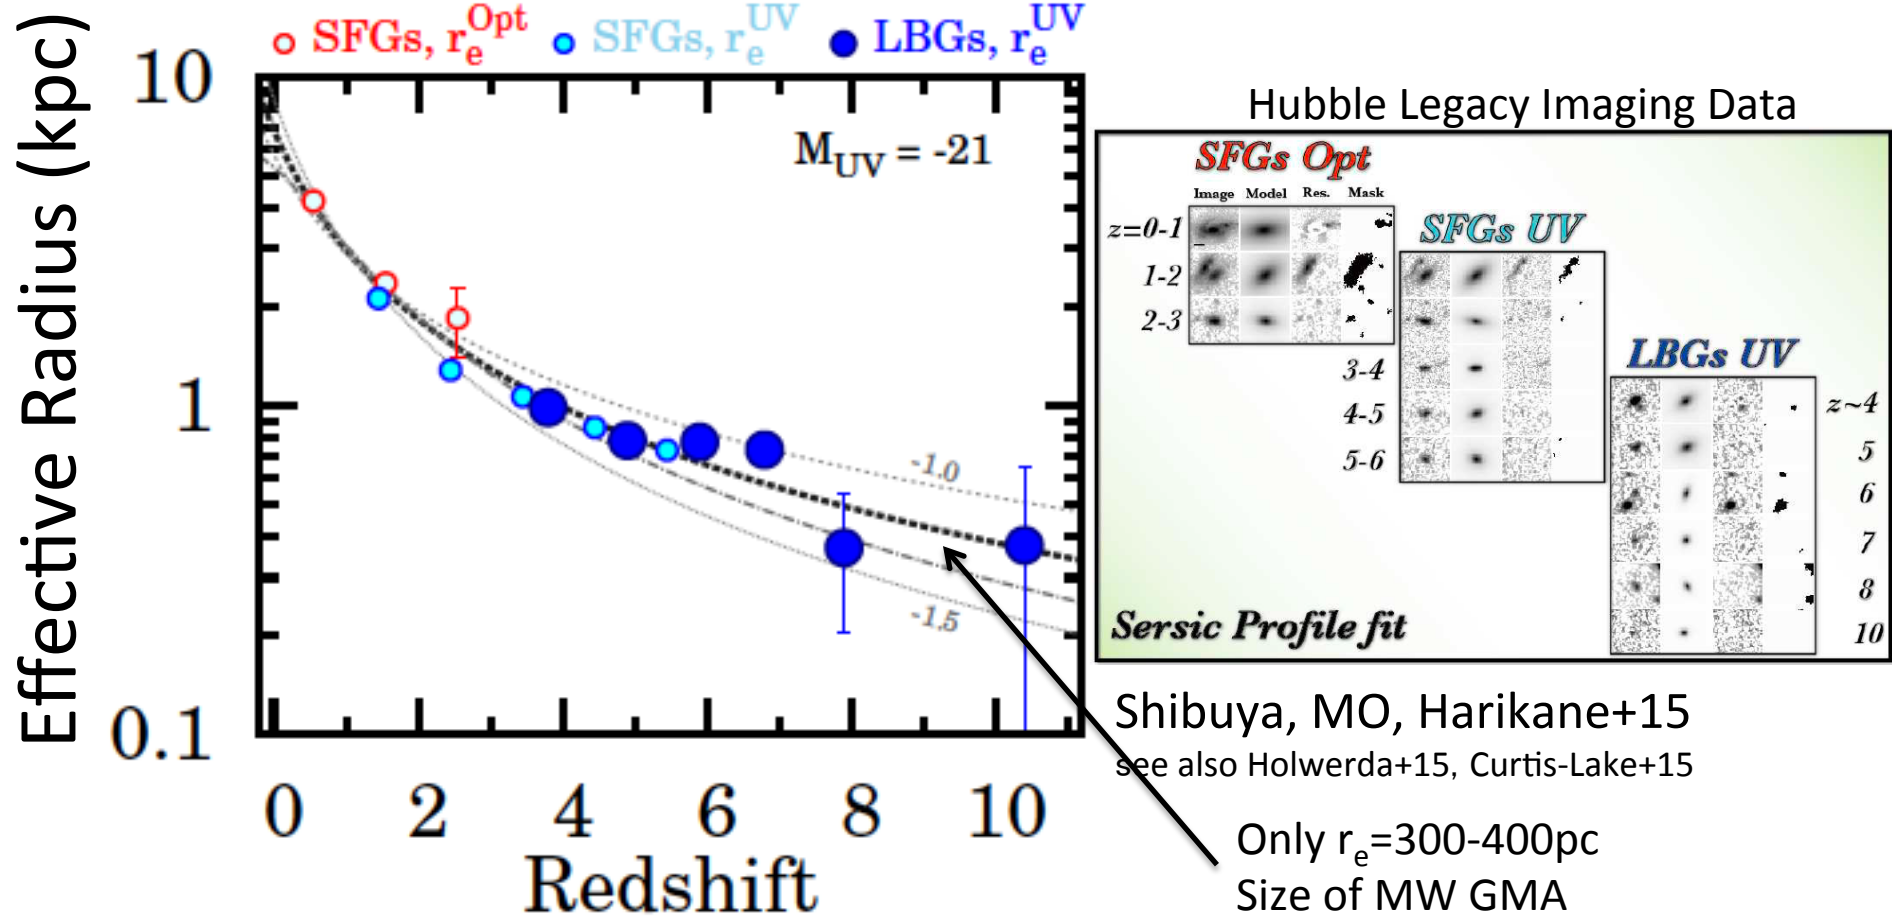 SFGs, r_e^Opt SFGs, r_e^UV LBGs, r_e^UV
Effective Radius (kpc)
10
1
0.1
M_UV = -21
-1.0
-1.5
0 2 4 6 8 10
Redshift
Hubble Legacy Imaging Data
SFGs Opt
Image Model Res. Mask
z=0-1
1-2
2-3
SFGs UV
3-4
4-5
5-6
LBGs UV
z~4
5
6
7
8
10
Sersic Profile fit
Shibuya, MO, Harikane+15
see also Holwerda+15, Curtis-Lake+15
Only r_e=300-400pc
Size of MW GMA